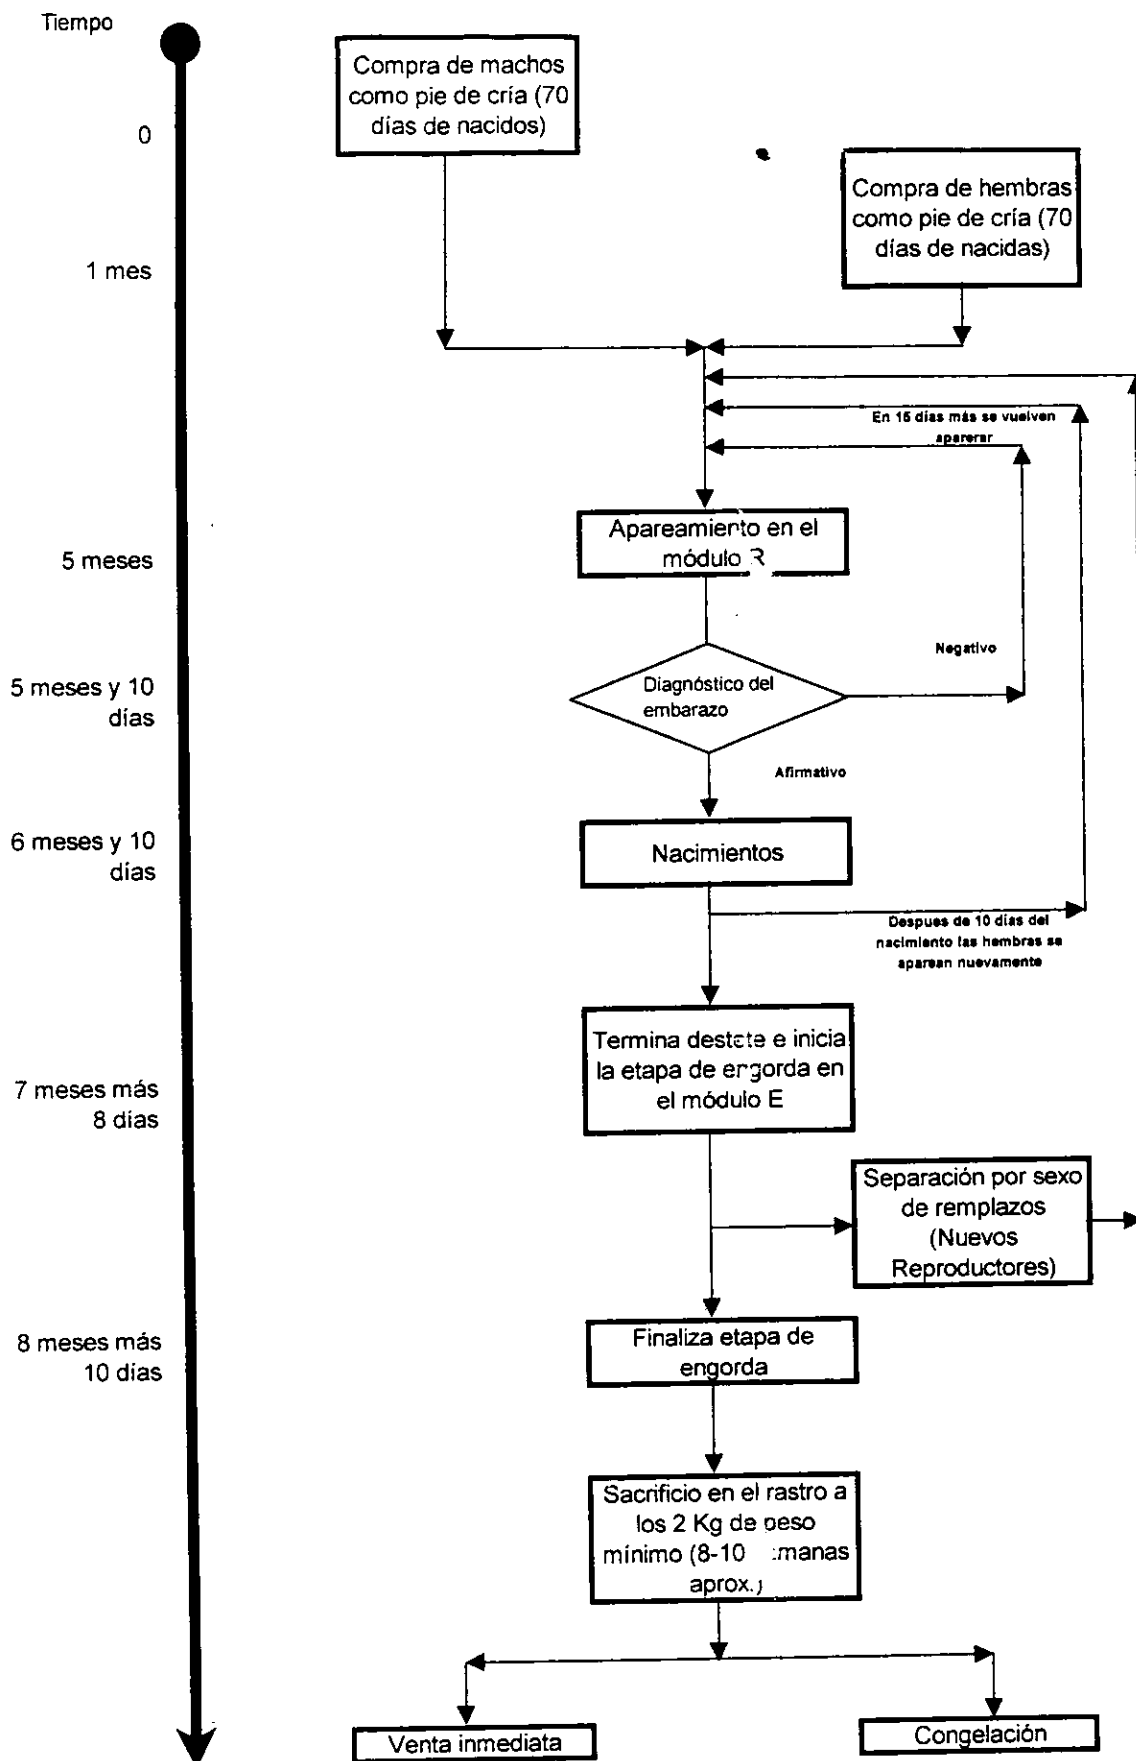 Tiempo
Compra de machos
como pie de cría (70
días de nacidos)
0
Compra de hembras
como pie de cría (70
días de nacidas)
1 mes
En 15 días más se vuelven
aparerar
Apareamiento en el
módulo R
5 meses
Negativo
Diagnóstico del
embarazo
5 meses y 10
días
Afirmativo
Nacimientos
6 meses y 10
días
Despues de 10 días del
nacimiento las hembras se
aparean nuevamente
Termina destete e inicia
la etapa de engorda en
el módulo E
7 meses más
8 días
Separación por sexo
de remplazos
(Nuevos
Reproductores)
Finaliza etapa de
engorda
8 meses más
10 días
Sacrificio en el rastro a
los 2 Kg de peso
mínimo (8-10 manas
aprox.)
Venta inmediata
Congelación